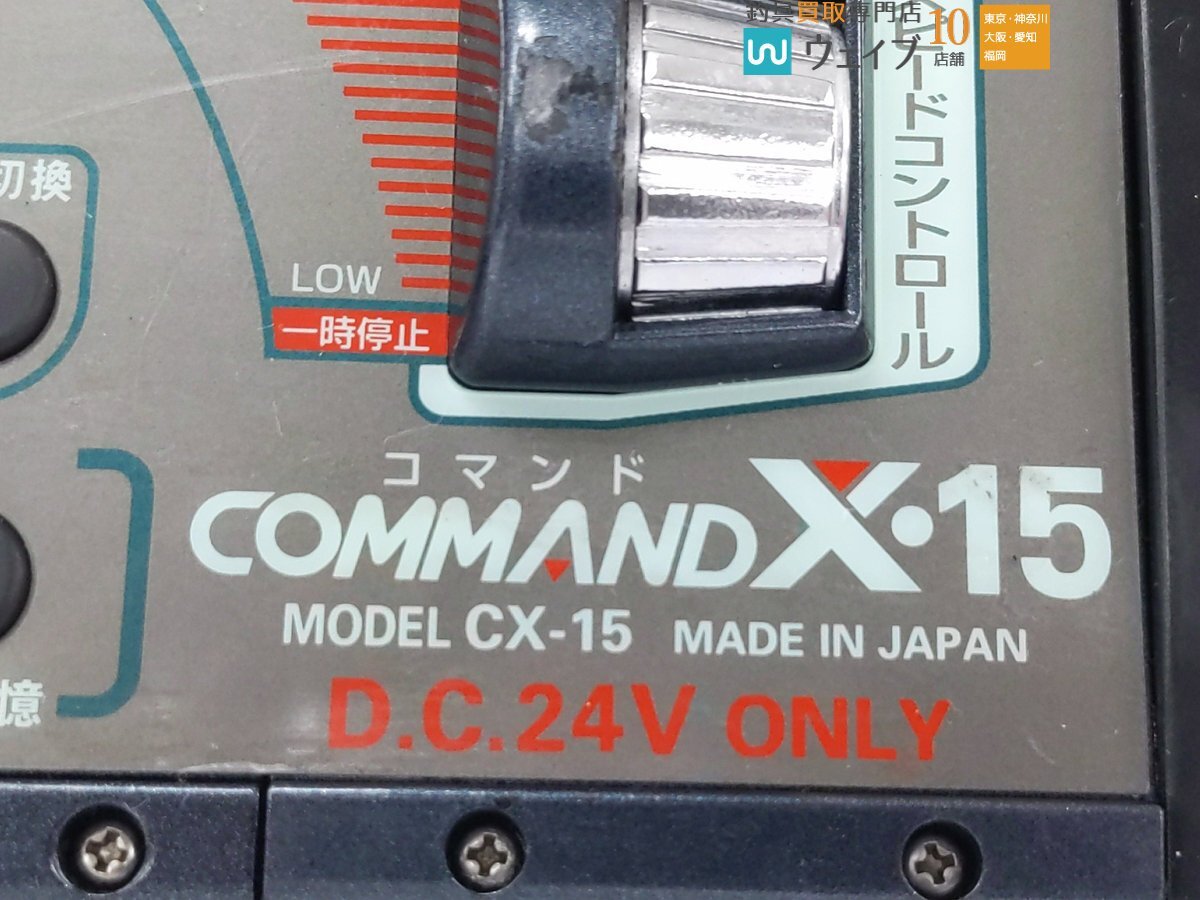 釣具買取専門店
ウェイブ
10
店舗
東京・神奈川
大阪・愛知
福岡
スピードコントロール
切換
LOW
一時停止
コマンド
COMMAND X・15
MODEL CX-15 MADE IN JAPAN
憶
D.C.24V ONLY